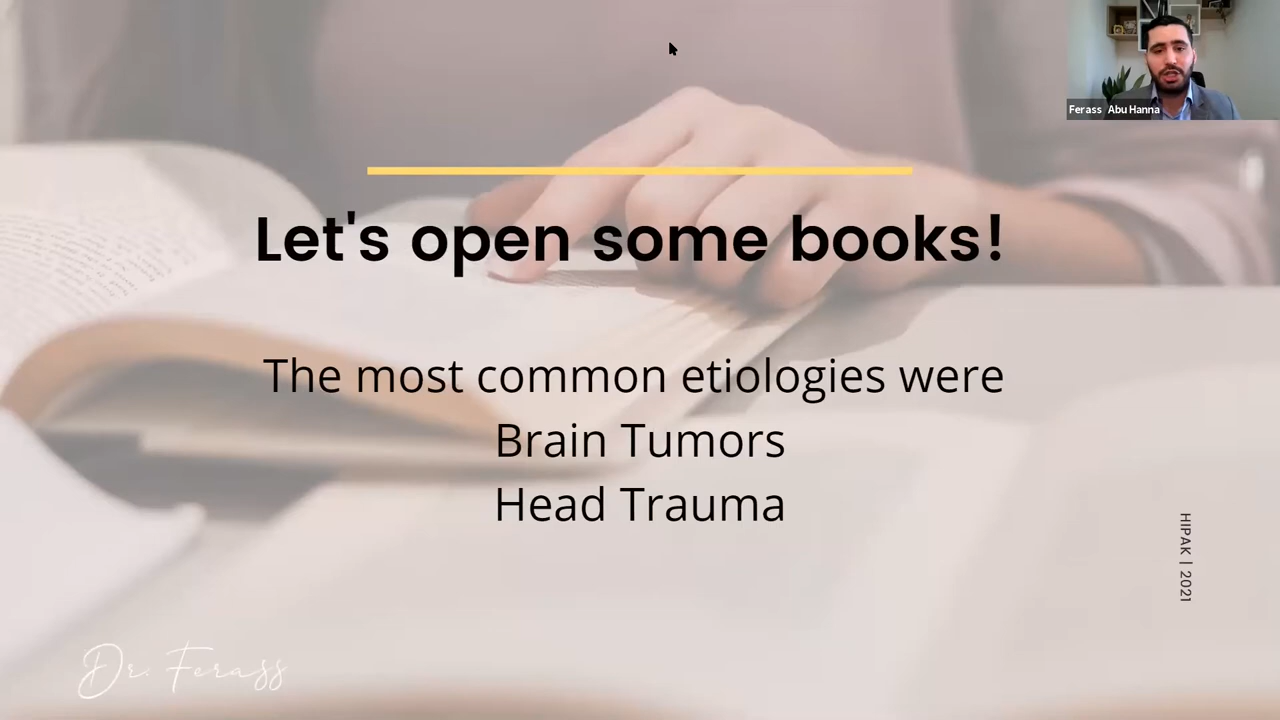 Ferass Abu Hanna
Let's open some books!
The most common etiologies were
Brain Tumors
Head Trauma
HIPAK | 2021
Dr. Ferass